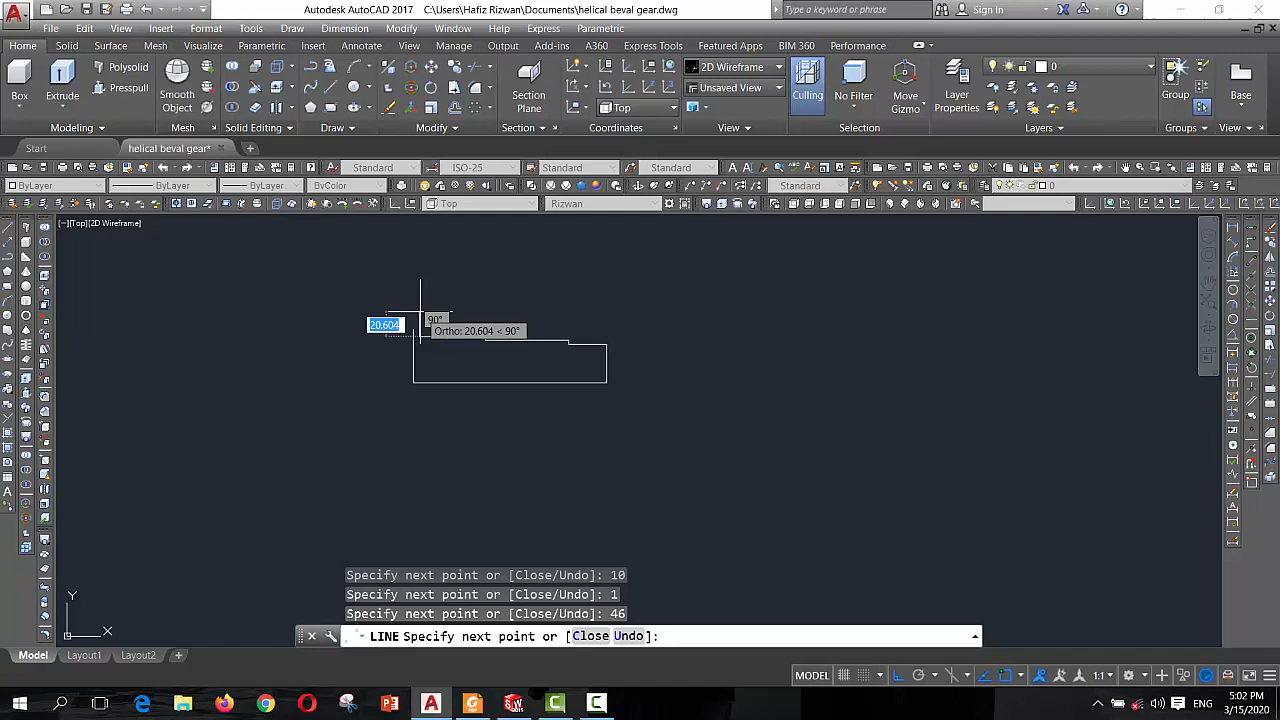 Autodesk AutoCAD 2017 C:\Users\Hafiz Rizwan\Documents\helical beval gear.dwg
Type a keyword or phrase
Sign In
File Edit View Insert Format Tools Draw Dimension Modify Window Help Express Parametric
Home Solid Surface Mesh Visualize Parametric Insert Annotate View Manage Output Add-ins A360 Express Tools Featured Apps BIM 360 Performance
Polysolid
Presspull
Box Extrude
Smooth Object
Section Plane
Top
2D Wireframe
Unsaved View
Culling No Filter Move Gizmo
Layer Properties
0
Group Base
Modeling Mesh Solid Editing Draw Modify Section Coordinates View Selection Layers Groups View
Start helical beval gear*
Standard ISO-25 Standard Standard
ByLayer ByLayer ByLayer ByColor Standard 0
Top Rizwan
[−][Top][2D Wireframe]
20.604
90°
Ortho: 20.604 < 90°
Specify next point or [Close/Undo]: 10
Specify next point or [Close/Undo]: 1
Specify next point or [Close/Undo]: 46
LINE Specify next point or [Close Undo]:
Y
X
Model Layout1 Layout2
MODEL 1:1
ENG 5:02 PM
3/15/2020